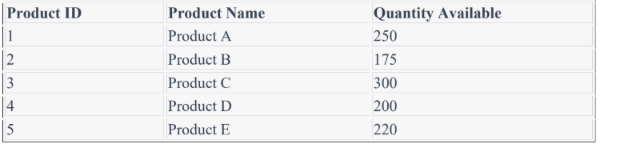 Product ID Product Name Quantity Available
1 Product A 250
2 Product B 175
3 Product C 300
4 Product D 200
5 Product E 220